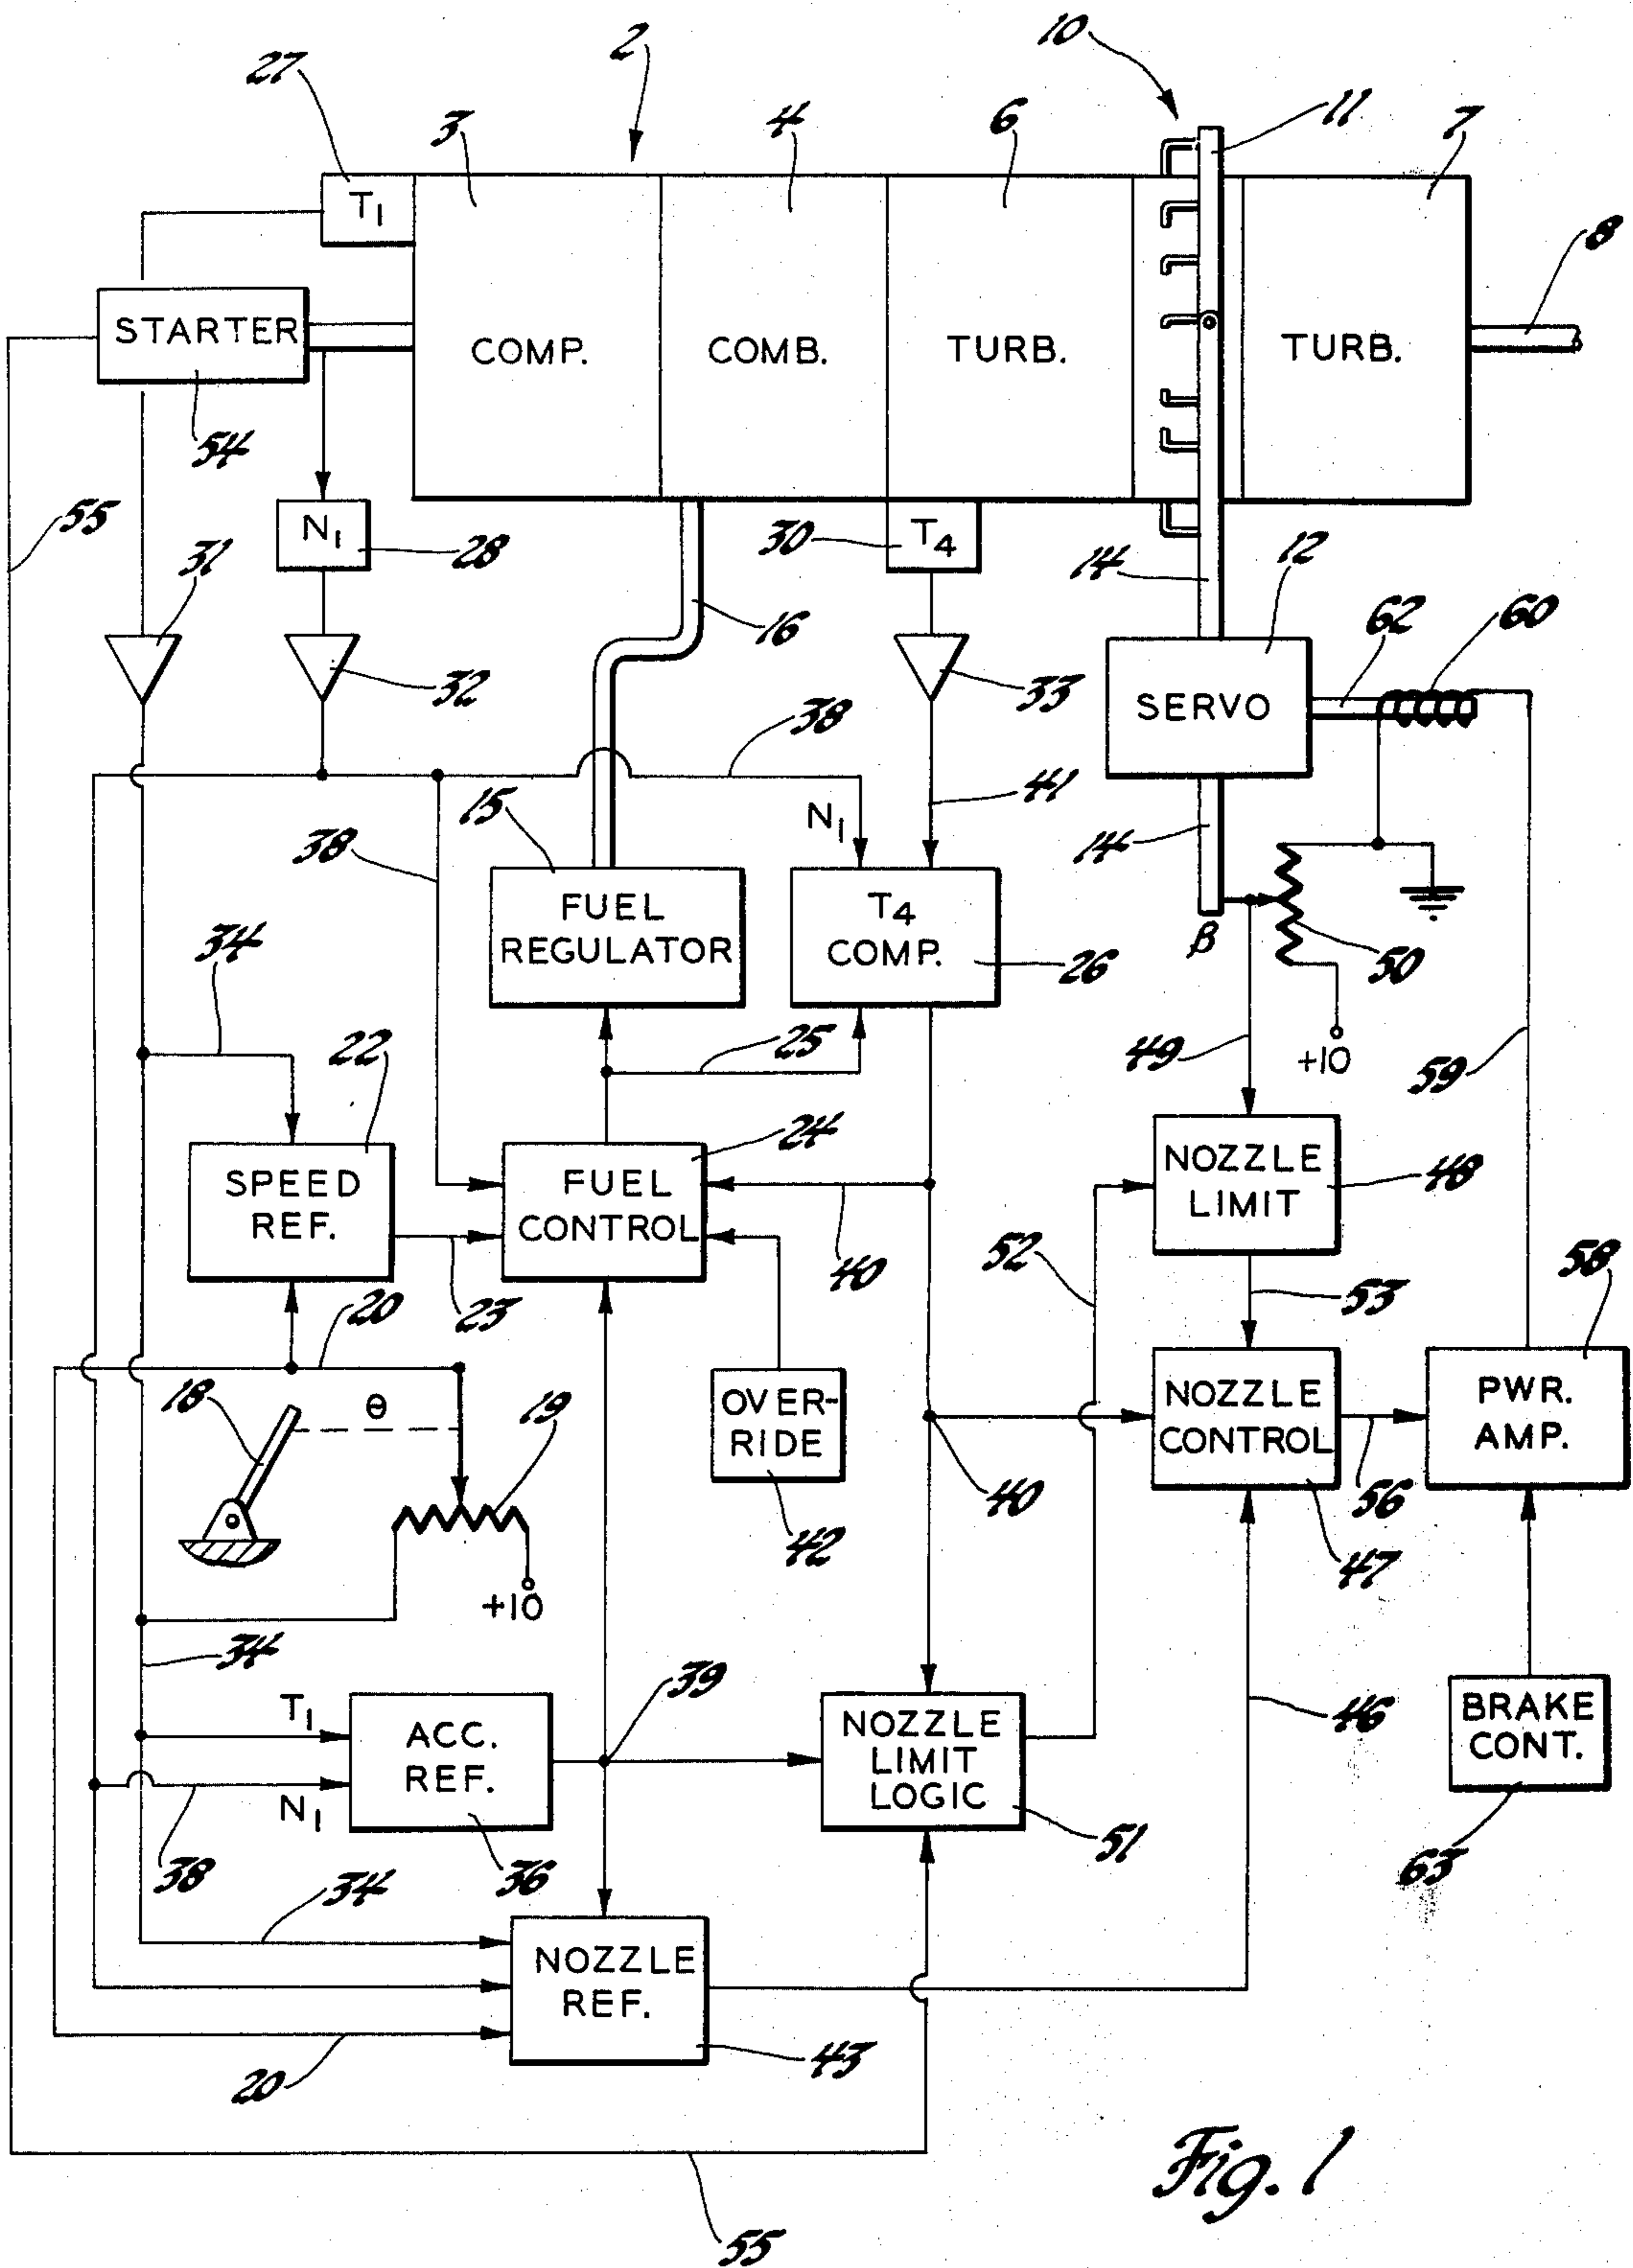 2
10
27
3
4
6
11
7
T1
8
STARTER
COMP.
COMB.
TURB.
TURB.
54
55
N1
28
30
T4
14
12
31
16
62
60
32
33
SERVO
38
15
N1
41
38
14
FUEL
REGULATOR
T4
COMP.
β
50
34
26
22
25
49
+10
59
24
SPEED
REF.
FUEL
CONTROL
NOZZLE
LIMIT
48
20
23
40
52
53
58
18
θ
19
OVER-
RIDE
NOZZLE
CONTROL
PWR.
AMP.
40
56
42
47
+10
34
39
T1
ACC.
REF.
NOZZLE
LIMIT
LOGIC
46
BRAKE
CONT.
N1
38
36
51
63
34
NOZZLE
REF.
20
43
Fig. 1
55